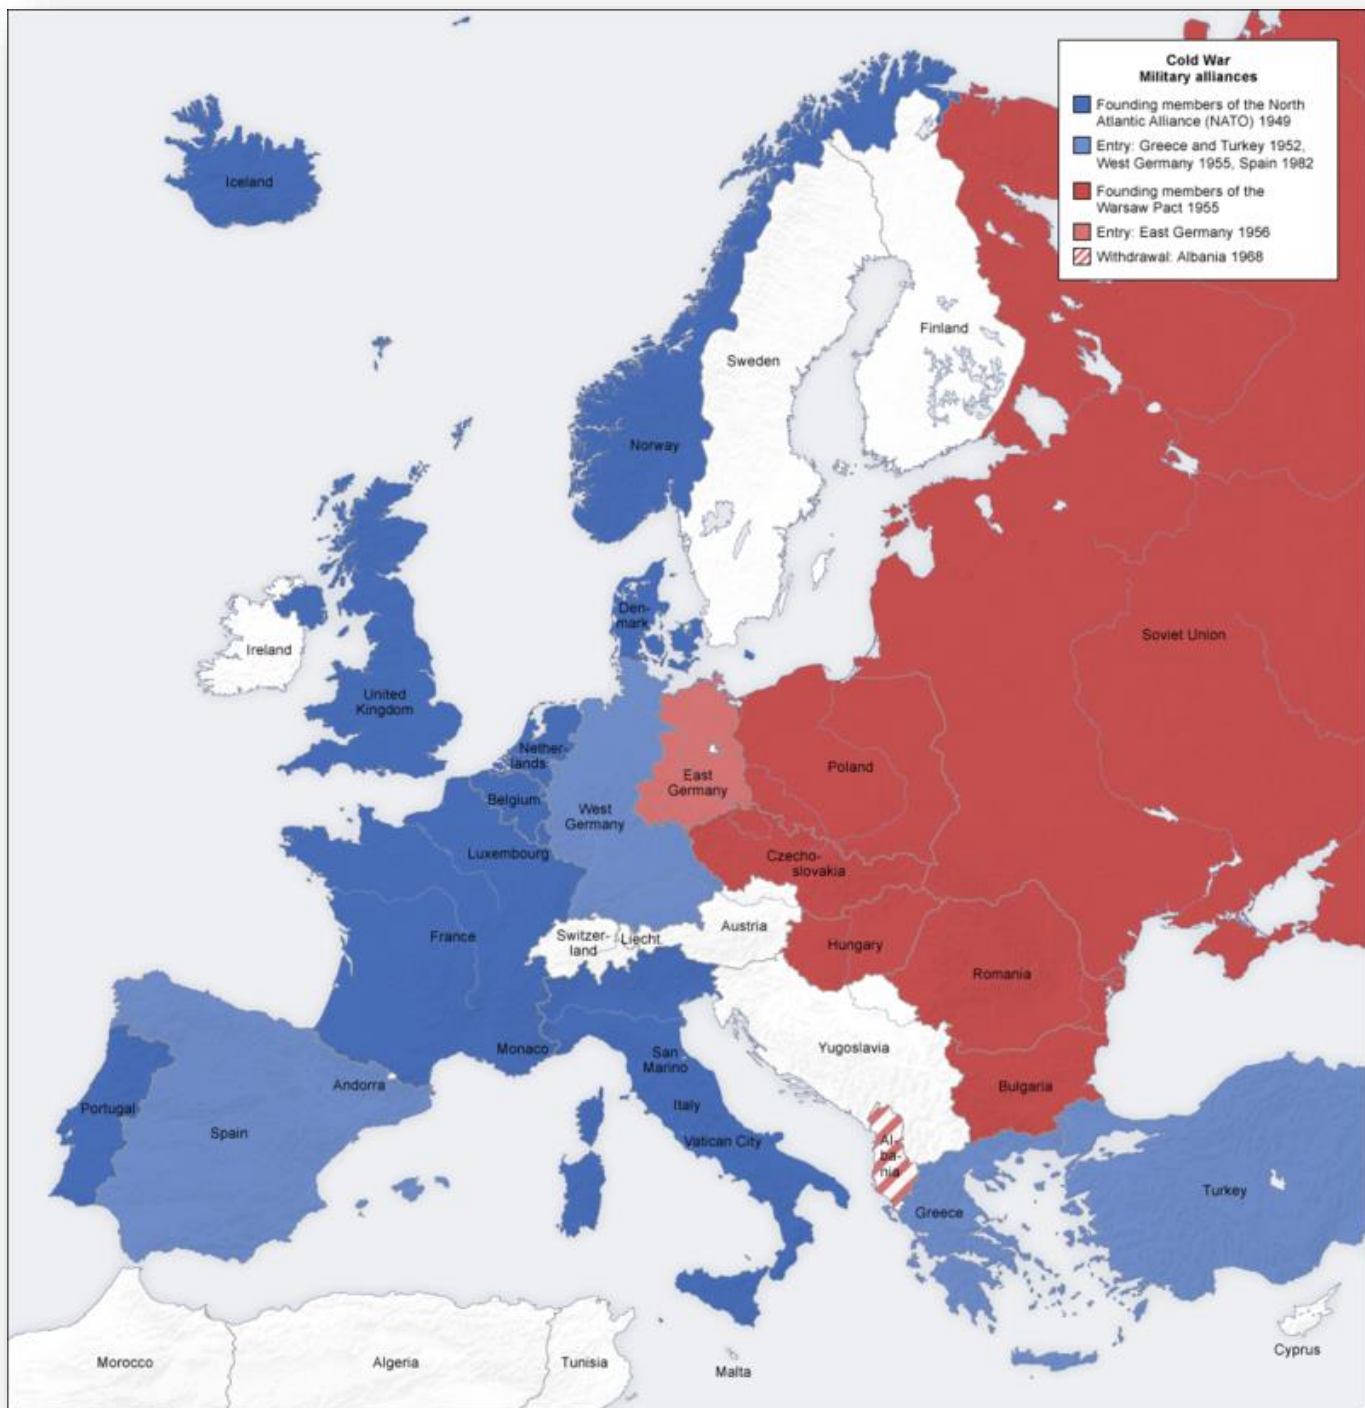 Cold War
Military alliances
Founding members of the North
Atlantic Alliance (NATO) 1949
Entry: Greece and Turkey 1952,
West Germany 1955, Spain 1982
Founding members of the
Warsaw Pact 1955
Entry: East Germany 1956
Withdrawal: Albania 1968
Iceland
Finland
Sweden
Norway
Den-
mark
Soviet Union
Ireland
United
Kingdom
Nether-
lands
Belgium
East
Germany
Poland
West
Germany
Luxembourg
Czecho-
slovakia
Austria
Switzer-
land
Liecht.
France
Hungary
Romania
Monaco
San
Marino
Yugoslavia
Andorra
Bulgaria
Portugal
Spain
Italy
Vatican City
Al-
ba-
nia
Greece
Turkey
Morocco
Algeria
Tunisia
Malta
Cyprus